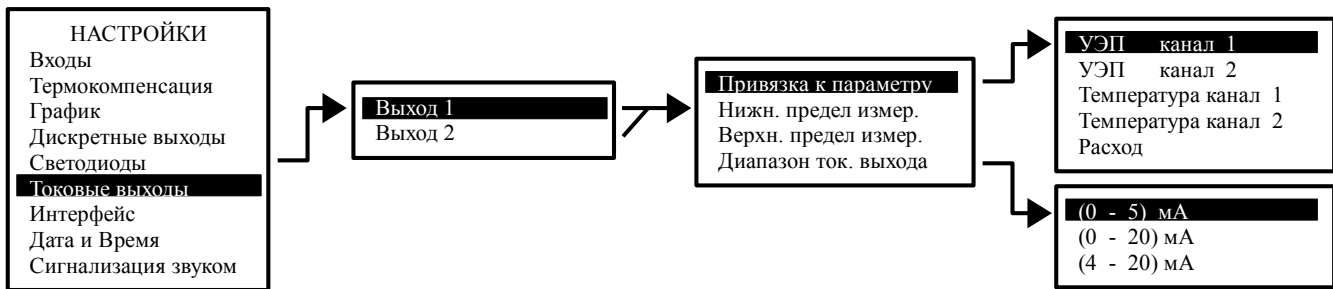 НАСТРОЙКИ
Входы
Термокомпенсация
График
Дискретные выходы
Светодиоды
Токовые выходы
Интерфейс
Дата и Время
Сигнализация звуком
Выход 1
Выход 2
Привязка к параметру
Нижн. предел измер.
Верхн. предел измер.
Диапазон ток. выхода
УЭП канал 1
УЭП канал 2
Температура канал 1
Температура канал 2
Расход
(0 - 5) мА
(0 - 20) мА
(4 - 20) мА